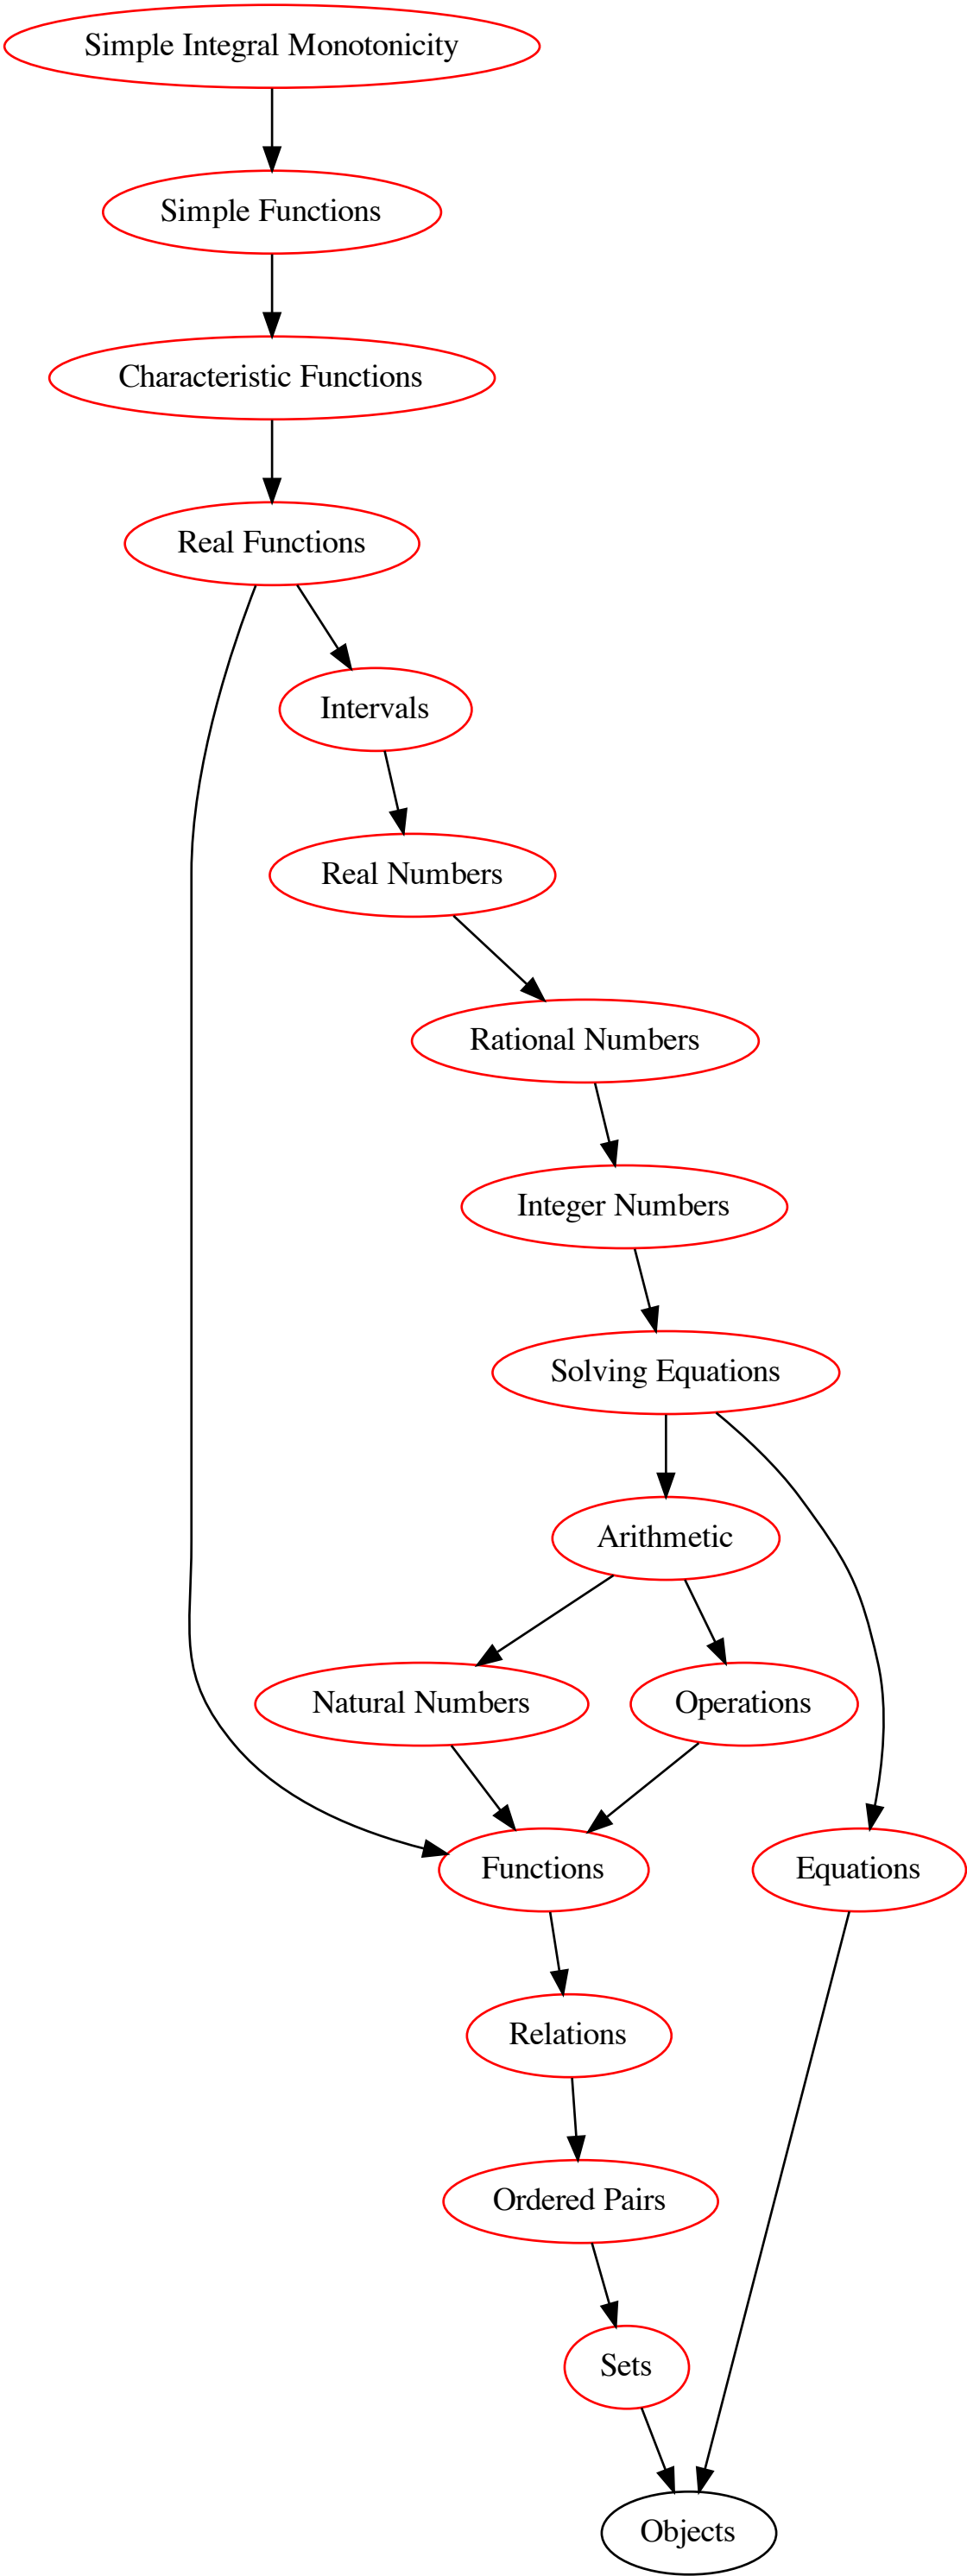 Simple Integral Monotonicity
Simple Functions
Characteristic Functions
Real Functions
Intervals
Real Numbers
Rational Numbers
Integer Numbers
Solving Equations
Arithmetic
Natural Numbers
Operations
Functions
Equations
Relations
Ordered Pairs
Sets
Objects